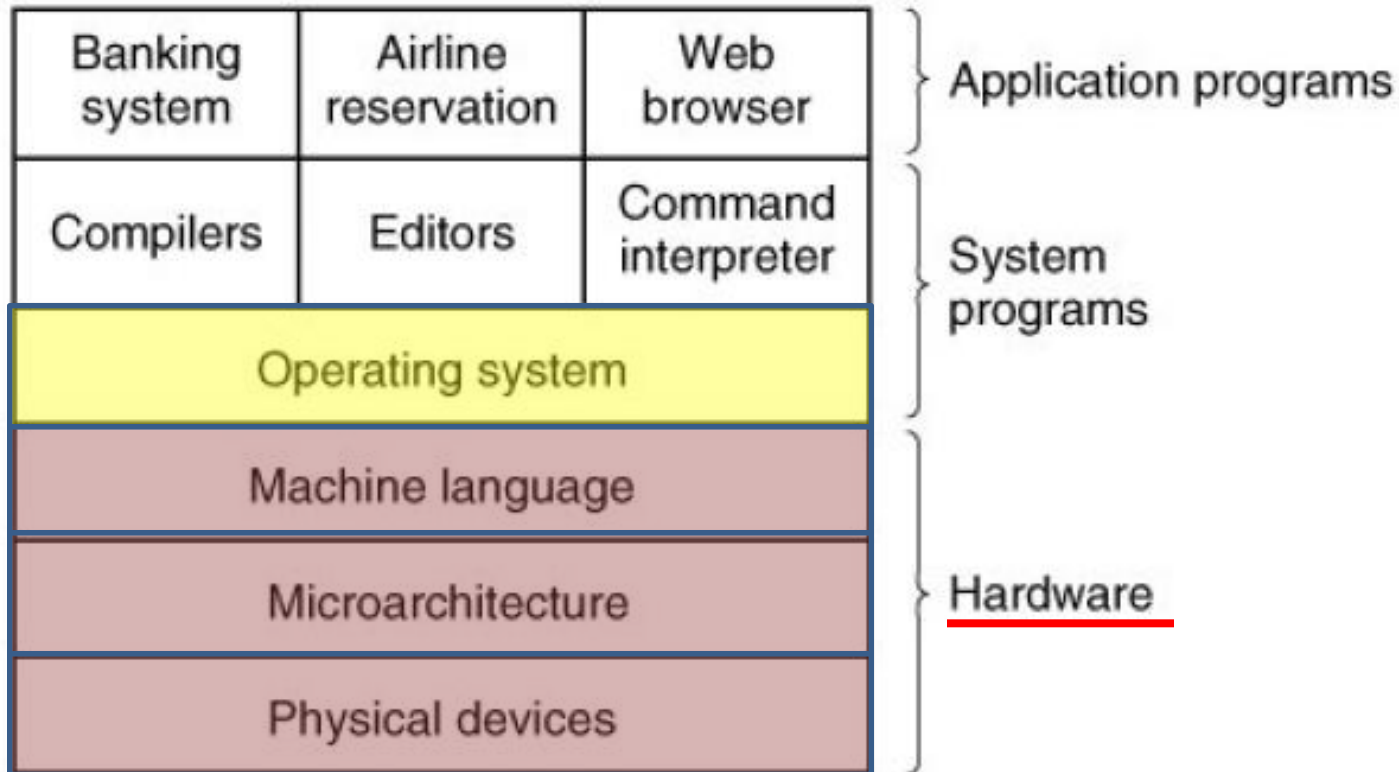 Banking system
Airline reservation
Web browser
Application programs
Compilers
Editors
Command interpreter
System programs
Operating system
Machine language
Microarchitecture
Hardware
Physical devices